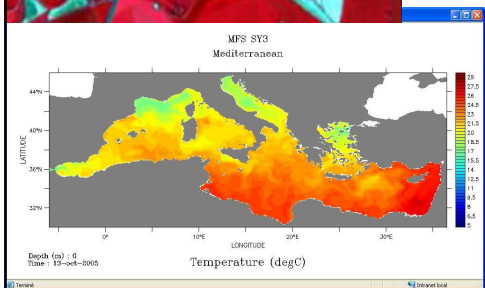 MFS SY3
Mediterranean
44°N
40°N
36°N
32°N
LATITUDE
0°
10°E
20°E
30°E
LONGITUDE
29
27.5
26
24.5
23
21.5
20
18.5
17
15.5
14
12.5
11
9.5
8
6.5
5
Depth (m) : 0
Time : 13-oct-2005
Temperature (degC)
Terminé
Intranet local